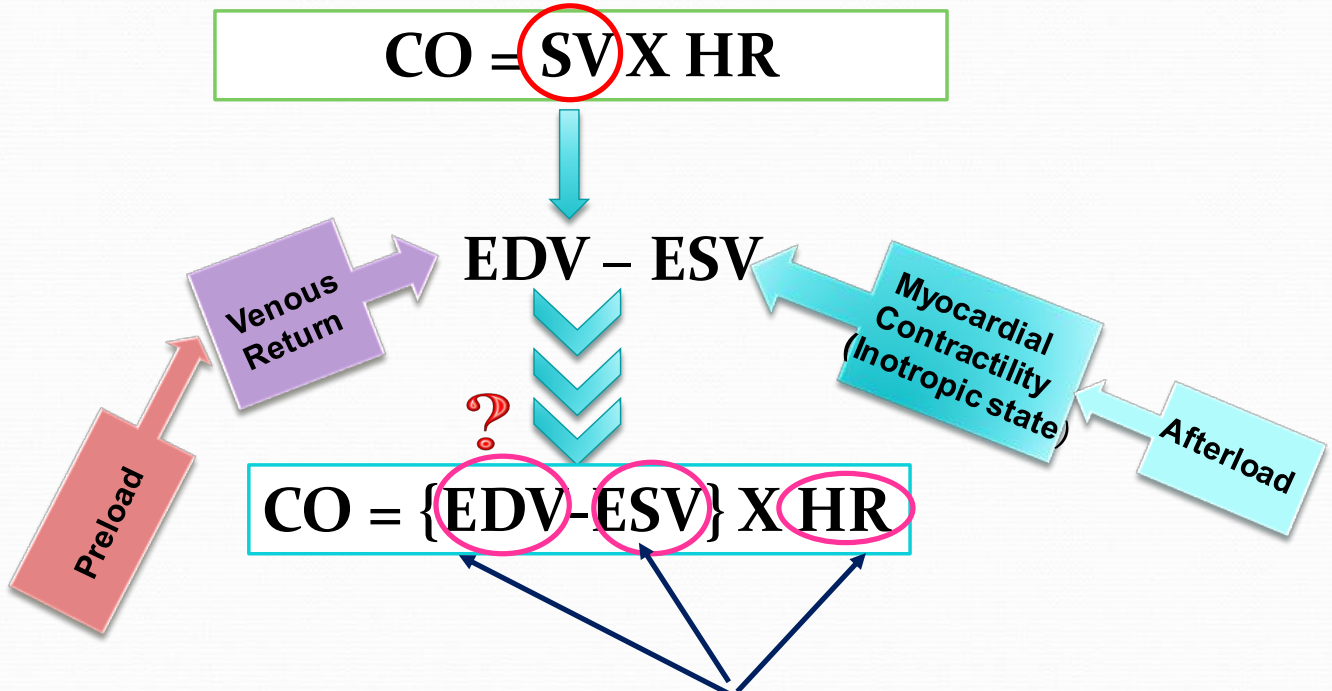 CO = SV X HR
EDV – ESV
Venous
Return
Preload
Myocardial
Contractility
(Inotropic state)
Afterload
?
CO = {EDV-ESV} X HR